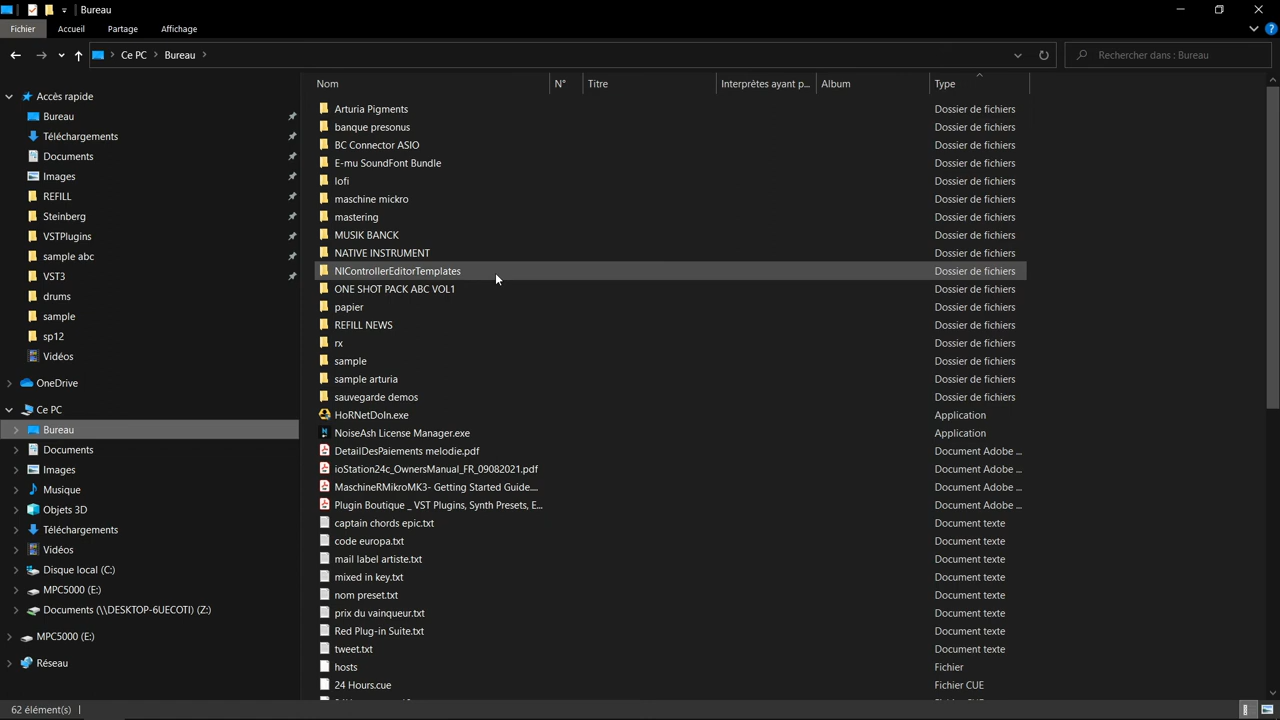 Bureau
Fichier
Accueil
Partage
Affichage
Ce PC
Bureau
Rechercher dans : Bureau
Accès rapide
Bureau
Téléchargements
Documents
Images
REFILL
Steinberg
VSTPlugins
sample abc
VST3
drums
sample
sp12
Vidéos
OneDrive
Ce PC
Bureau
Documents
Images
Musique
Objets 3D
Téléchargements
Vidéos
Disque local (C:)
MPC5000 (E:)
Documents (\\DESKTOP-6UECOTI) (Z:)
MPC5000 (E:)
Réseau
Nom N° Titre Interprètes ayant p... Album Type
Arturia Pigments Dossier de fichiers
banque presonus Dossier de fichiers
BC Connector ASIO Dossier de fichiers
E-mu SoundFont Bundle Dossier de fichiers
lofi Dossier de fichiers
maschine mickro Dossier de fichiers
mastering Dossier de fichiers
MUSIK BANCK Dossier de fichiers
NATIVE INSTRUMENT Dossier de fichiers
NIControllerEditorTemplates Dossier de fichiers
ONE SHOT PACK ABC VOL1 Dossier de fichiers
papier Dossier de fichiers
REFILL NEWS Dossier de fichiers
rx Dossier de fichiers
sample Dossier de fichiers
sample arturia Dossier de fichiers
sauvegarde demos Dossier de fichiers
HoRNetDoIn.exe Application
NoiseAsh License Manager.exe Application
DetailDesPaiements melodie.pdf Document Adobe ...
ioStation24c_OwnersManual_FR_09082021.pdf Document Adobe ...
MaschineRMikroMK3- Getting Started Guide.... Document Adobe ...
Plugin Boutique _ VST Plugins, Synth Presets, E... Document Adobe ...
captain chords epic.txt Document texte
code europa.txt Document texte
mail label artiste.txt Document texte
mixed in key.txt Document texte
nom preset.txt Document texte
prix du vainqueur.txt Document texte
Red Plug-in Suite.txt Document texte
tweet.txt Document texte
hosts Fichier
24 Hours.cue Fichier CUE
62 élément(s)